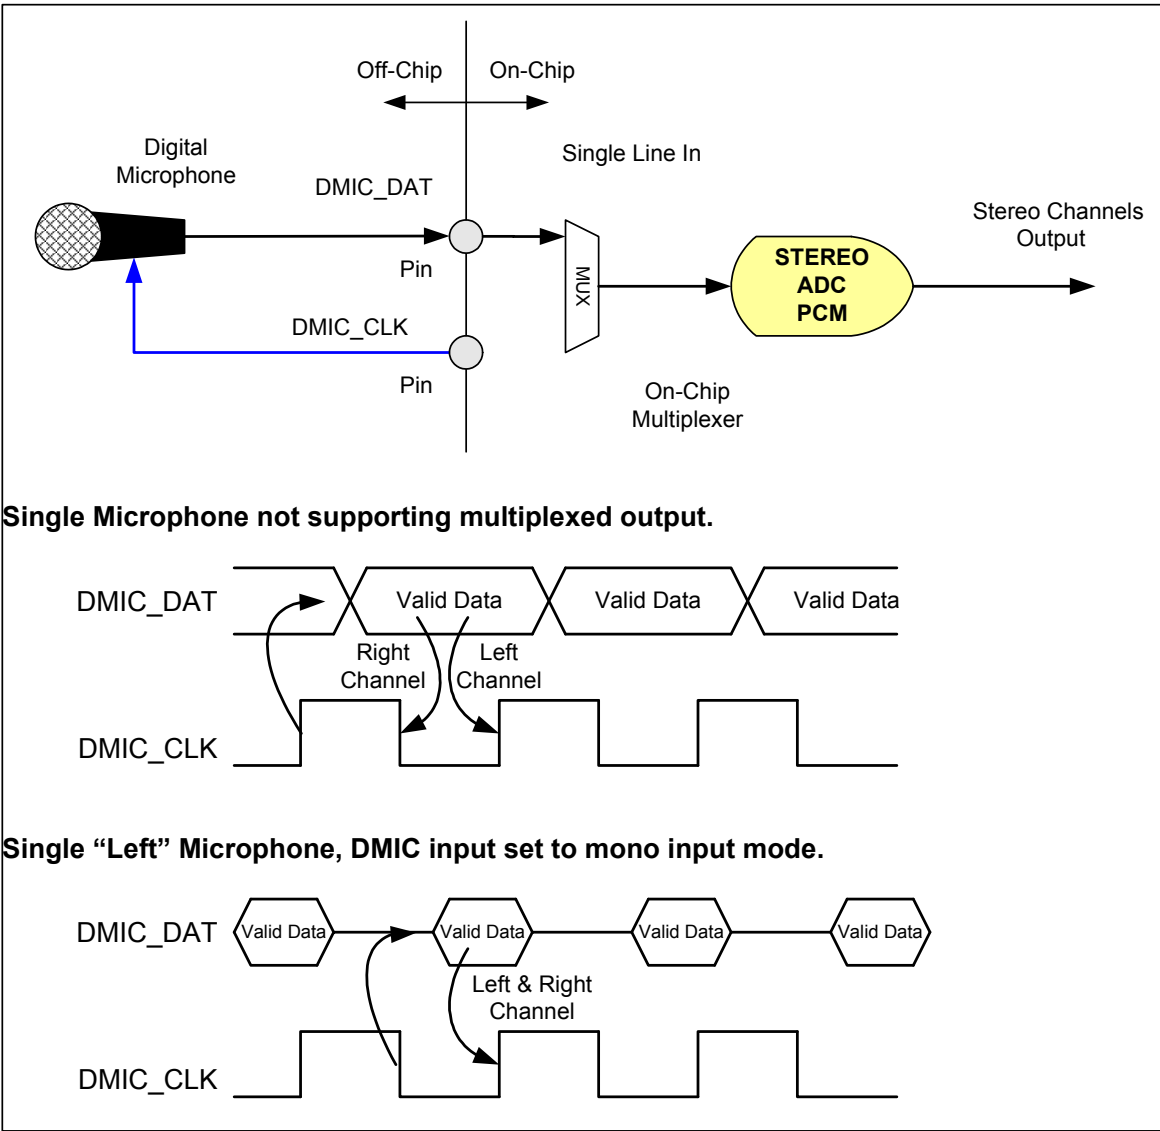 Off-Chip
On-Chip
Digital
Microphone
DMIC_DAT
Single Line In
Stereo Channels
Output
Pin
MUX
STEREO
ADC
PCM
DMIC_CLK
Pin
On-Chip
Multiplexer
Single Microphone not supporting multiplexed output.
DMIC_DAT
Valid Data
Valid Data
Valid Data
Right
Channel
Left
Channel
DMIC_CLK
Single “Left” Microphone, DMIC input set to mono input mode.
DMIC_DAT
Valid Data
Valid Data
Valid Data
Valid Data
Left & Right
Channel
DMIC_CLK